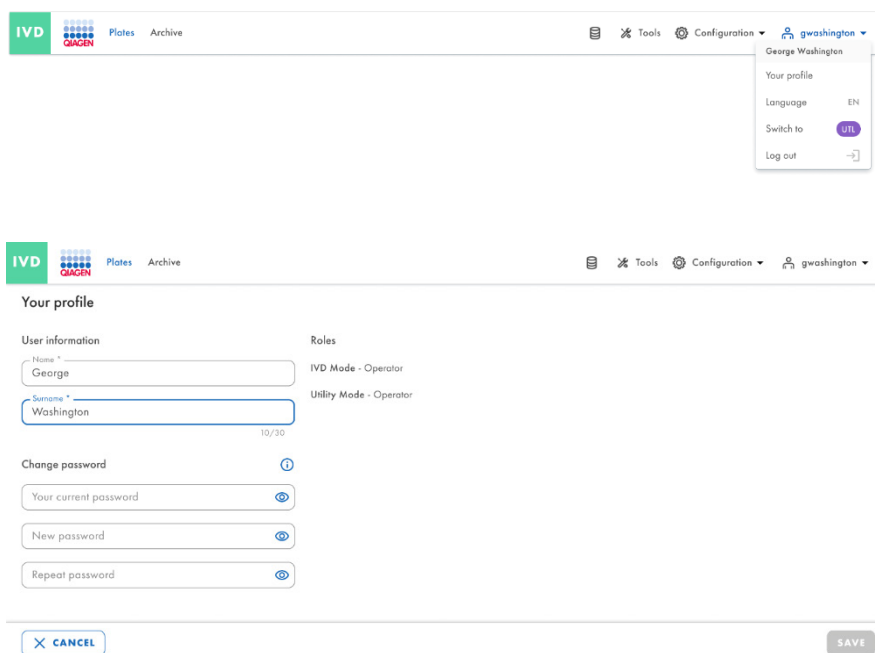 IVD QIAGEN Plates Archive Tools Configuration gwashington
George Washington
Your profile
Language EN
Switch to UTL
Log out
IVD QIAGEN Plates Archive Tools Configuration gwashington
Your profile
User information
Name *
George
Surname *
Washington
10/30
Change password
Your current password
New password
Repeat password
Roles
IVD Mode - Operator
Utility Mode - Operator
CANCEL
SAVE